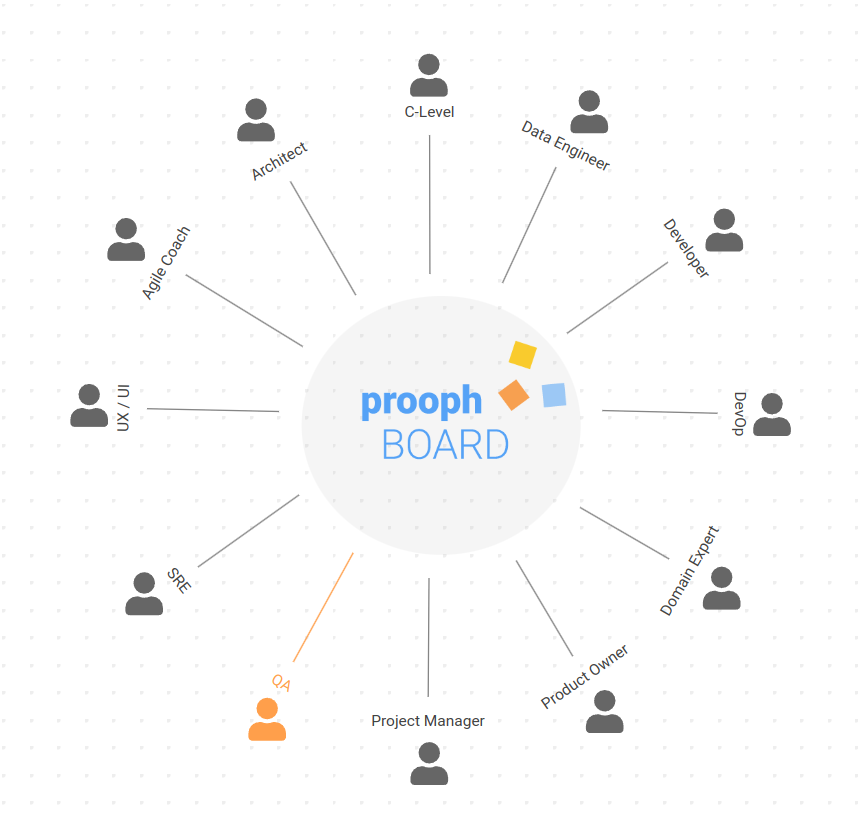 C-Level
Data Engineer
Architect
Developer
Agile Coach
prooph
BOARD
UX / UI
DevOp
Domain Expert
SRE
Product Owner
QA
Project Manager